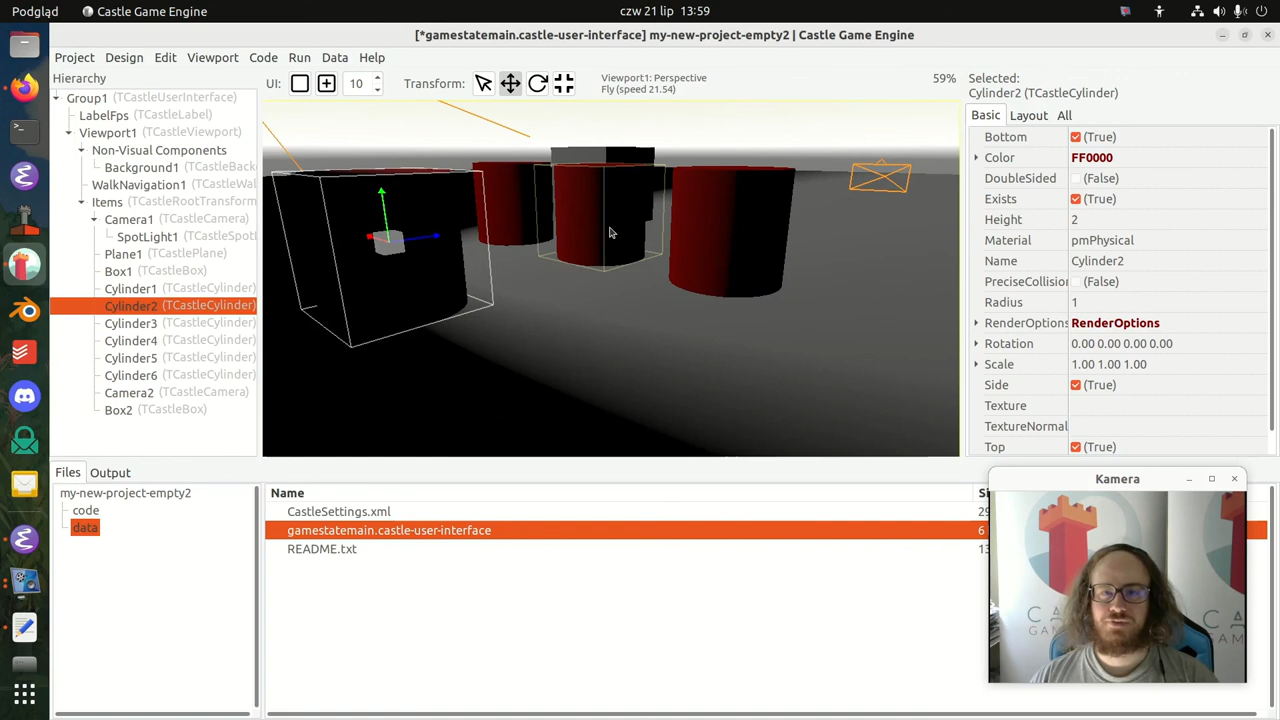 Podgląd Castle Game Engine czw 21 lip 13:59
[*gamestatemain.castle-user-interface] my-new-project-empty2 | Castle Game Engine
Project Design Edit Viewport Code Run Data Help
Hierarchy
Group1 (TCastleUserInterface)
LabelFps (TCastleLabel)
Viewport1 (TCastleViewport)
Non-Visual Components
Background1 (TCastleBack
WalkNavigation1 (TCastleWal
Items (TCastleRootTransform
Camera1 (TCastleCamera)
SpotLight1 (TCastleSpotl
Plane1 (TCastlePlane)
Box1 (TCastleBox)
Cylinder1 (TCastleCylinder)
Cylinder2 (TCastleCylinder)
Cylinder3 (TCastleCylinder)
Cylinder4 (TCastleCylinder)
Cylinder5 (TCastleCylinder)
Cylinder6 (TCastleCylinder)
Camera2 (TCastleCamera)
Box2 (TCastleBox)
UI: 10 Transform: Viewport1: Perspective 59%
Fly (speed 21.54)
Selected:
Cylinder2 (TCastleCylinder)
Basic Layout All
Bottom (True)
Color FF0000
DoubleSided (False)
Exists (True)
Height 2
Material pmPhysical
Name Cylinder2
PreciseCollision (False)
Radius 1
RenderOptions RenderOptions
Rotation 0.00 0.00 0.00 0.00
Scale 1.00 1.00 1.00
Side (True)
Texture
TextureNormal
Top (True)
Files Output
my-new-project-empty2
code
data
Name Si
CastleSettings.xml 29
gamestatemain.castle-user-interface 6
README.txt 13
Kamera